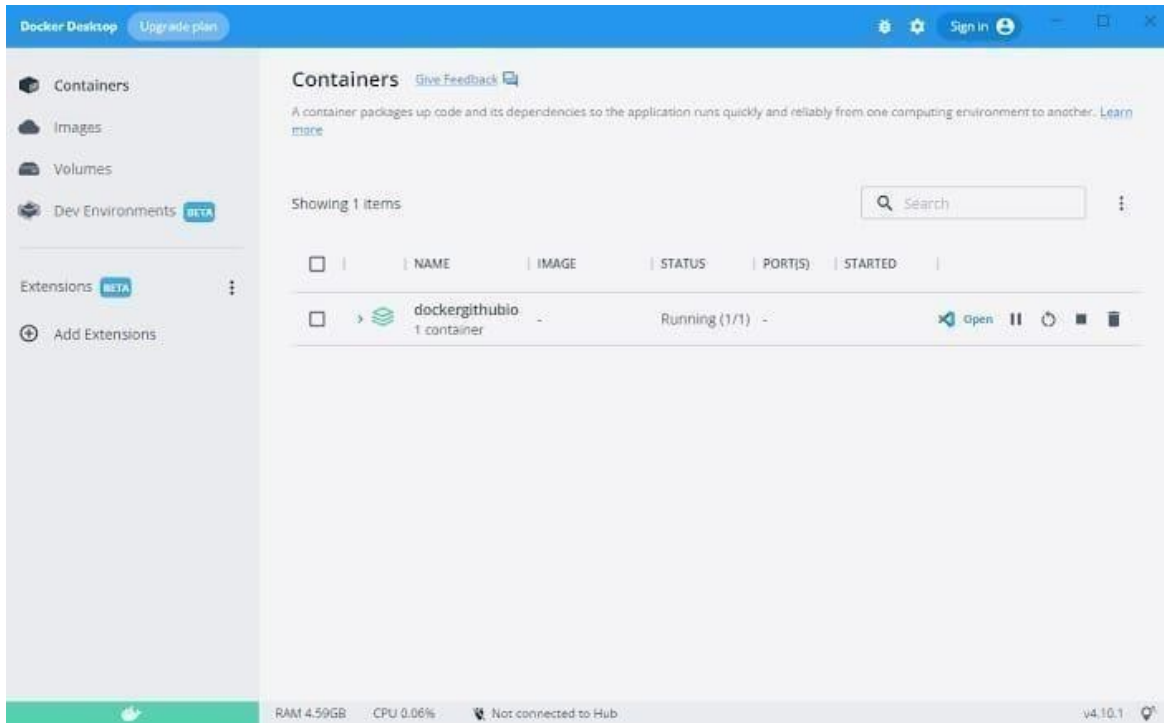 Docker Desktop Upgrade plan Sign in
Containers
Images
Volumes
Dev Environments BETA
Extensions BETA
Add Extensions
Containers Give Feedback
A container packages up code and its dependencies so the application runs quickly and reliably from one computing environment to another. Learn
more
Showing 1 items Search
NAME IMAGE STATUS PORT(S) STARTED
dockergithubio - Running (1/1) - Open
1 container
RAM 4.59GB CPU 0.06% Not connected to Hub v4.10.1